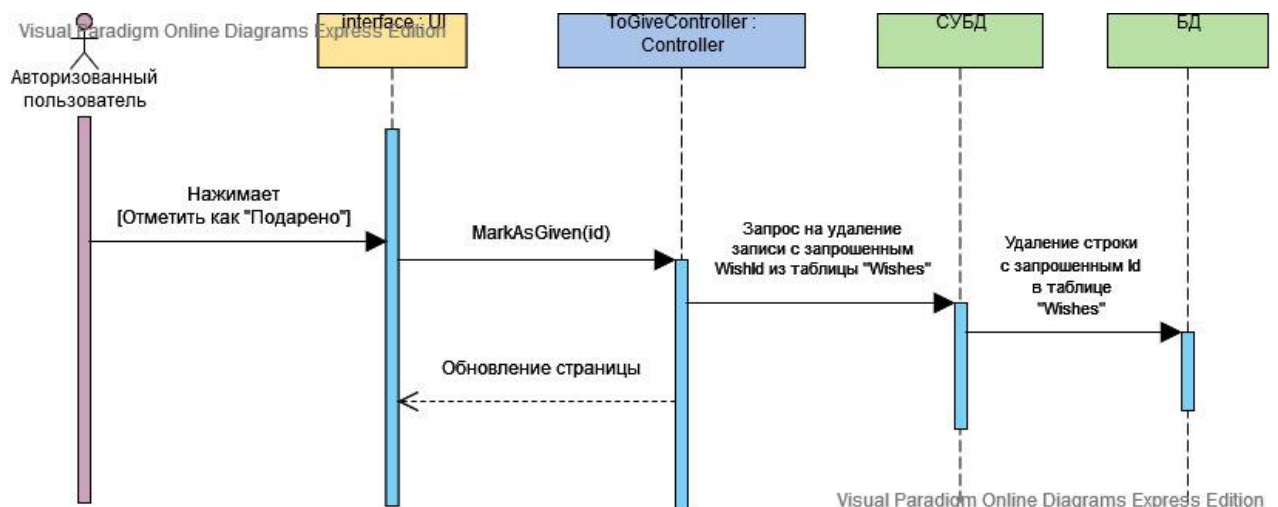 Visual Paradigm Online Diagrams Express Edition
interface : UI
ToGiveController :
Controller
СУБД
БД
Авторизованный
пользователь
Нажимает
[Отметить как "Подарено"]
MarkAsGiven(id)
Запрос на удаление
записи с запрошенным
WishId из таблицы "Wishes"
Удаление строки
с запрошенным Id
в таблице
"Wishes"
Обновление страницы
Visual Paradigm Online Diagrams Express Edition